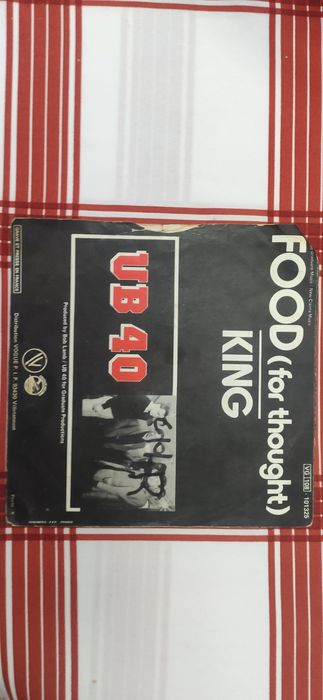 FOOD (for thought)
KING
VG 108 - 101325
UB 40
Produced by Bob Lamb / UB 40 for Graduate Productions
GRAVÉ ET PRESSÉ EN FRANCE
V
Distribution VOGUE P. I. P. 93430 Villetaneuse